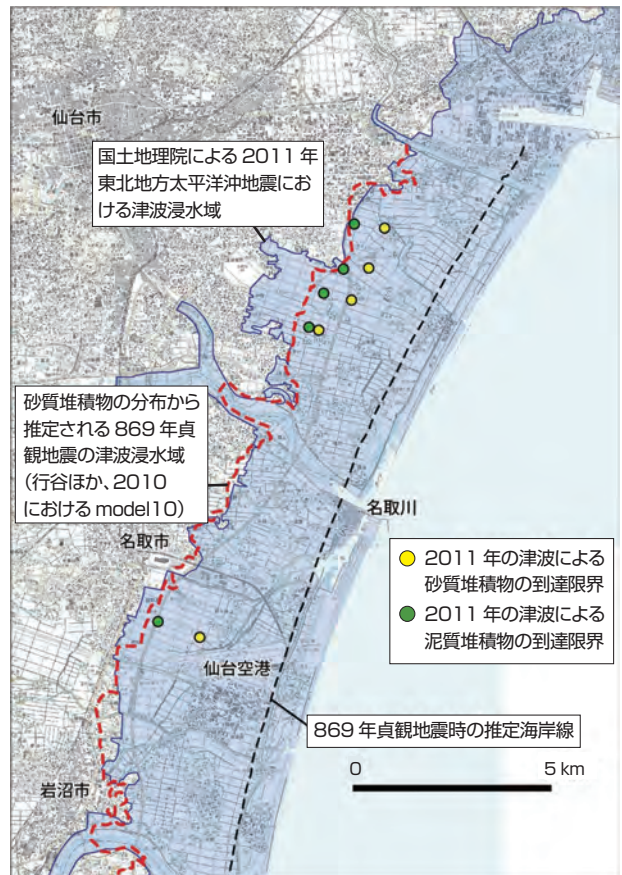 仙台市
国土地理院による 2011 年
東北地方太平洋沖地震にお
ける津波浸水域
砂質堆積物の分布から
推定される 869 年貞
観地震の津波浸水域
(行谷ほか、2010
における model10)
名取川
名取市
2011 年の津波による
砂質堆積物の到達限界
2011 年の津波による
泥質堆積物の到達限界
仙台空港
869 年貞観地震時の推定海岸線
0 5 km
岩沼市